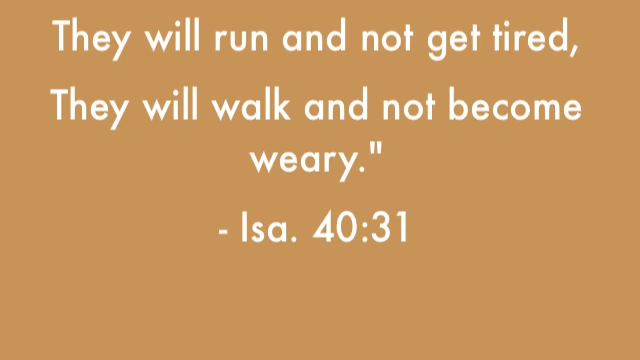 They will run and not get tired,
They will walk and not become
weary."
- Isa. 40:31